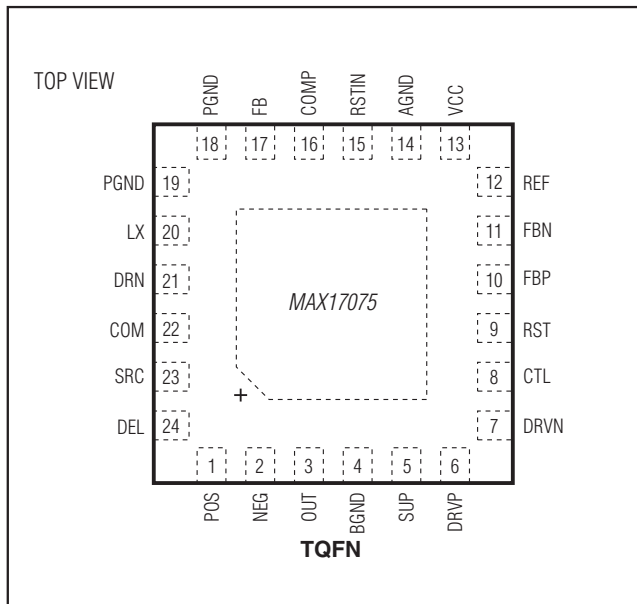 TOP VIEW
PGND
FB
COMP
RSTIN
AGND
VCC
18
17
16
15
14
13
PGND 19
12 REF
LX 20
11 FBN
DRN 21
10 FBP
MAX17075
COM 22
9 RST
SRC 23
8 CTL
+
DEL 24
7 DRVN
1
2
3
4
5
6
POS
NEG
OUT
BGND
SUP
DRVP
TQFN